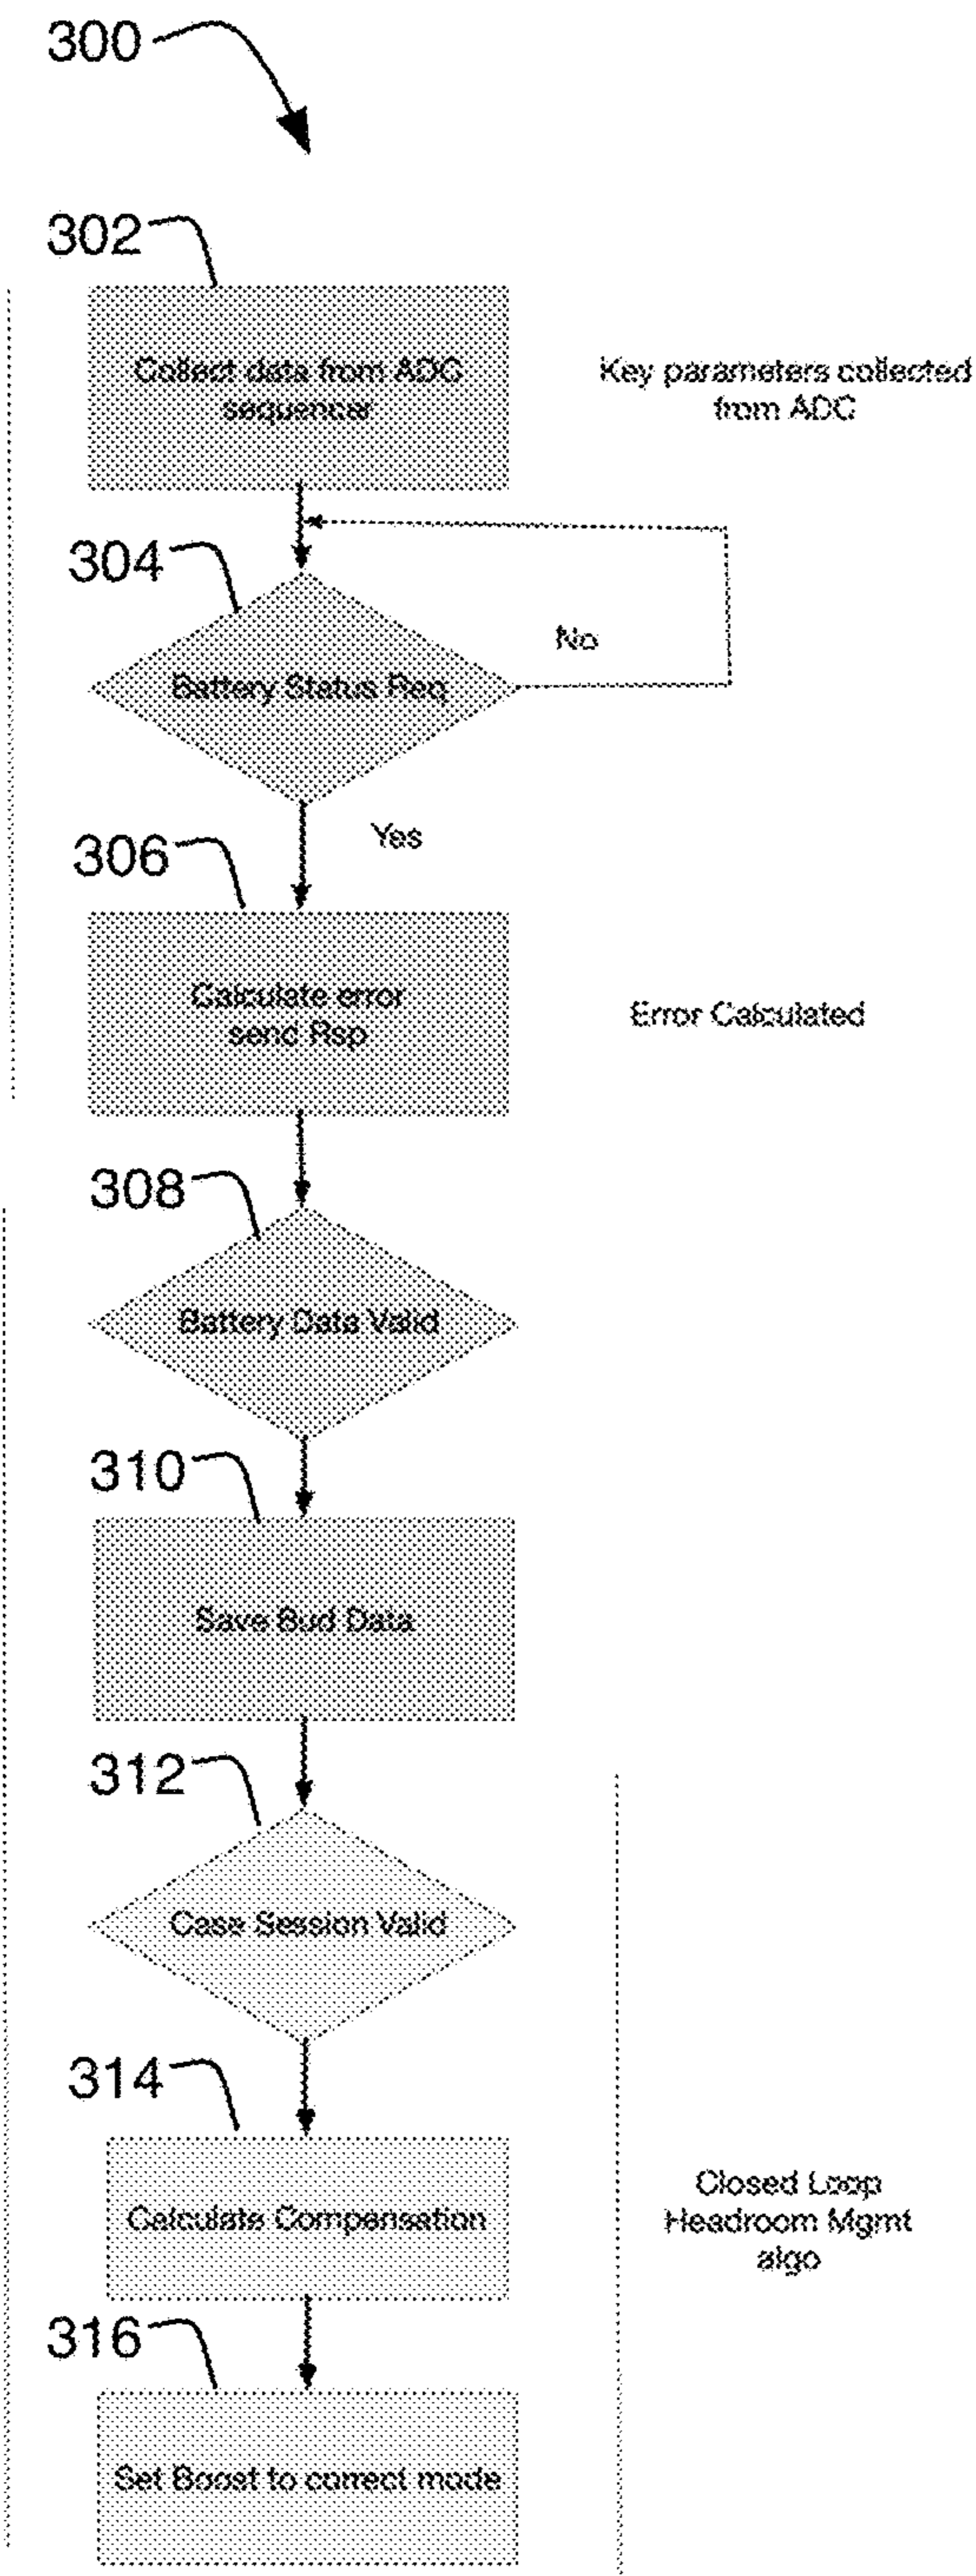 300
302
Collect data from ADC
sequencer
Key parameters collected
from ADC
304
Battery Status Req
No
Yes
306
Calculate error
send Rsp
Error Calculated
308
Battery Data Valid
310
Save Bud Data
312
Case Session Valid
314
Calculate Compensation
Closed Loop
Headroom Mgmt
algo
316
Set Boost to correct mode